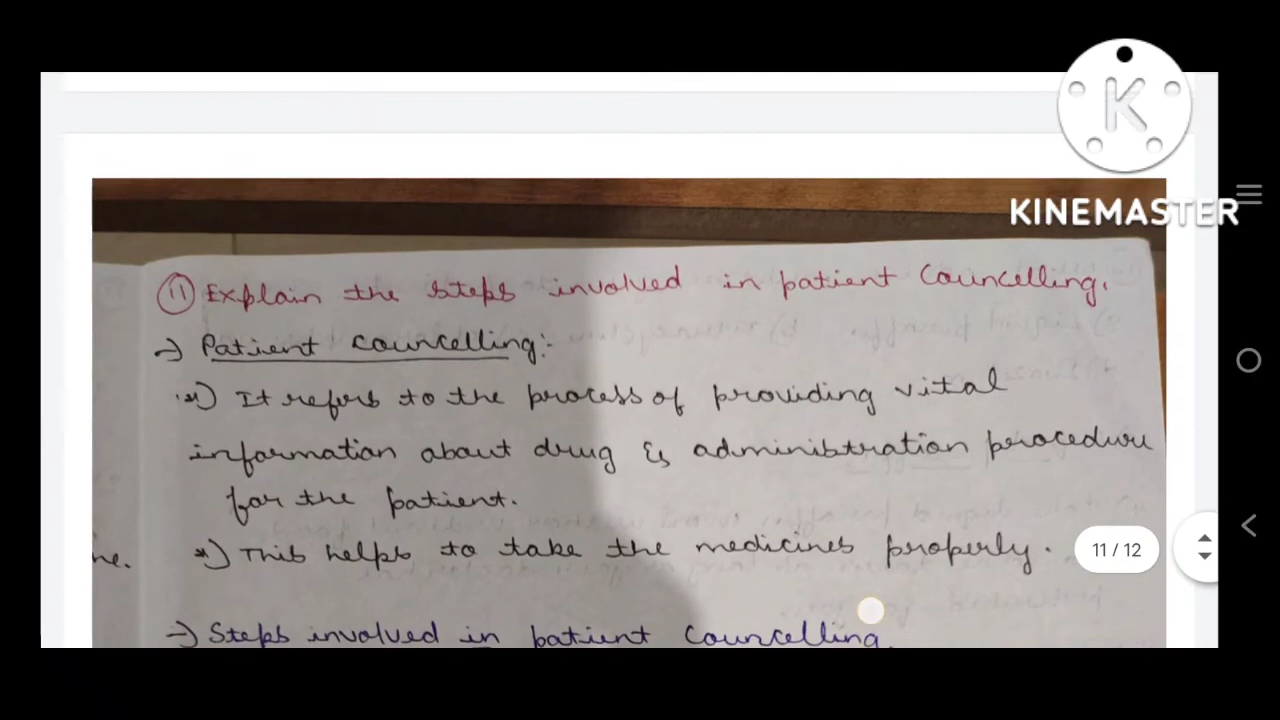 K
KINEMASTER
11 Explain the steps involved in patient Councelling.
→ Patient councelling:-
*) It refers to the process of providing vital
information about drug & administration procedure
for the patient.
ne.
*) This helps to take the medicines properly.
11 / 12
→ Steps involved in patient Councelling.